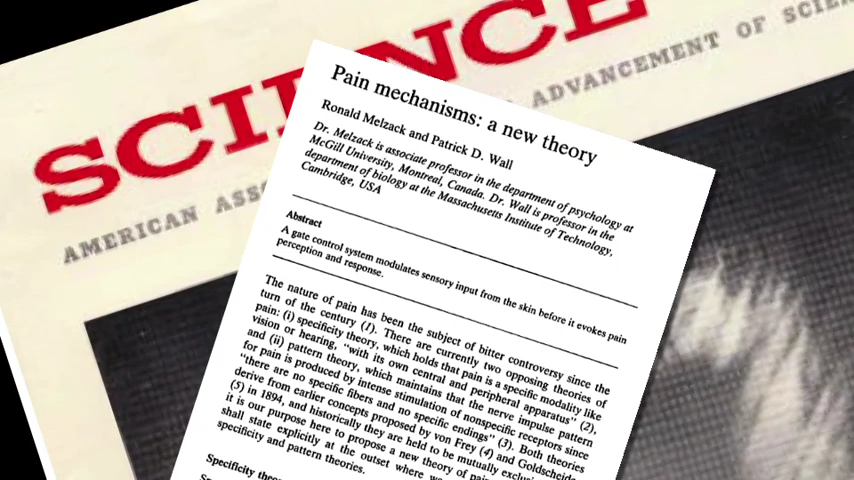 SCIENCE
AMERICAN ASSO
ADVANCEMENT OF SCIEN
Pain mechanisms: a new theory
Ronald Melzack and Patrick D. Wall
Dr. Melzack is associate professor in the department of psychology at
McGill University, Montreal, Canada. Dr. Wall is professor in the
department of biology at the Massachusetts Institute of Technology,
Cambridge, USA
Abstract
A gate control system modulates sensory input from the skin before it evokes pain
perception and response.
The nature of pain has been the subject of bitter controversy since the
turn of the century (1). There are currently two opposing theories of
pain: (i) specificity theory, which holds that pain is a specific modality like
vision or hearing, "with its own central and peripheral apparatus" (2),
and (ii) pattern theory, which maintains that the nerve impulse pattern
for pain is produced by intense stimulation of nonspecific receptors since
"there are no specific fibers and no specific endings" (3). Both theories
derive from earlier concepts proposed by von Frey (4) and Goldscheider
(5) in 1894, and historically they are held to be mutually exclusi
it is our purpose here to propose a new theory of pain
shall state explicitly at the outset where we
specificity and pattern theories.
Specificity theo